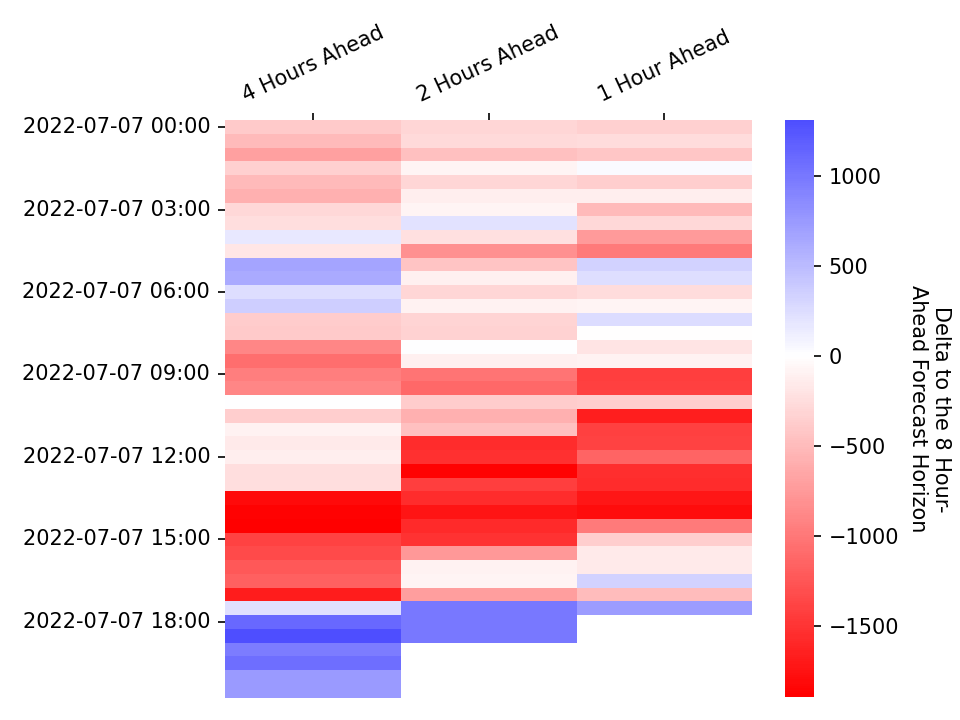 4 Hours Ahead
2 Hours Ahead
1 Hour Ahead
2022-07-07 00:00
2022-07-07 03:00
2022-07-07 06:00
2022-07-07 09:00
2022-07-07 12:00
2022-07-07 15:00
2022-07-07 18:00
1000
500
0
−500
−1000
−1500
Delta to the 8 Hour-
Ahead Forecast Horizon